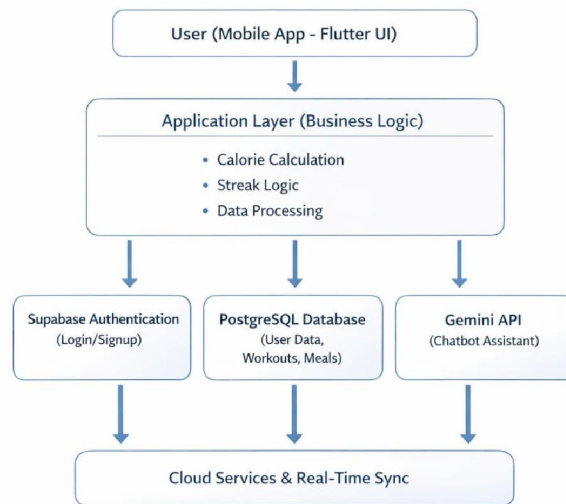 User (Mobile App - Flutter UI)
Application Layer (Business Logic)
• Calorie Calculation
• Streak Logic
• Data Processing
Supabase Authentication
(Login/Signup)
PostgreSQL Database
(User Data,
Workouts, Meals)
Gemini API
(Chatbot Assistant)
Cloud Services & Real-Time Sync